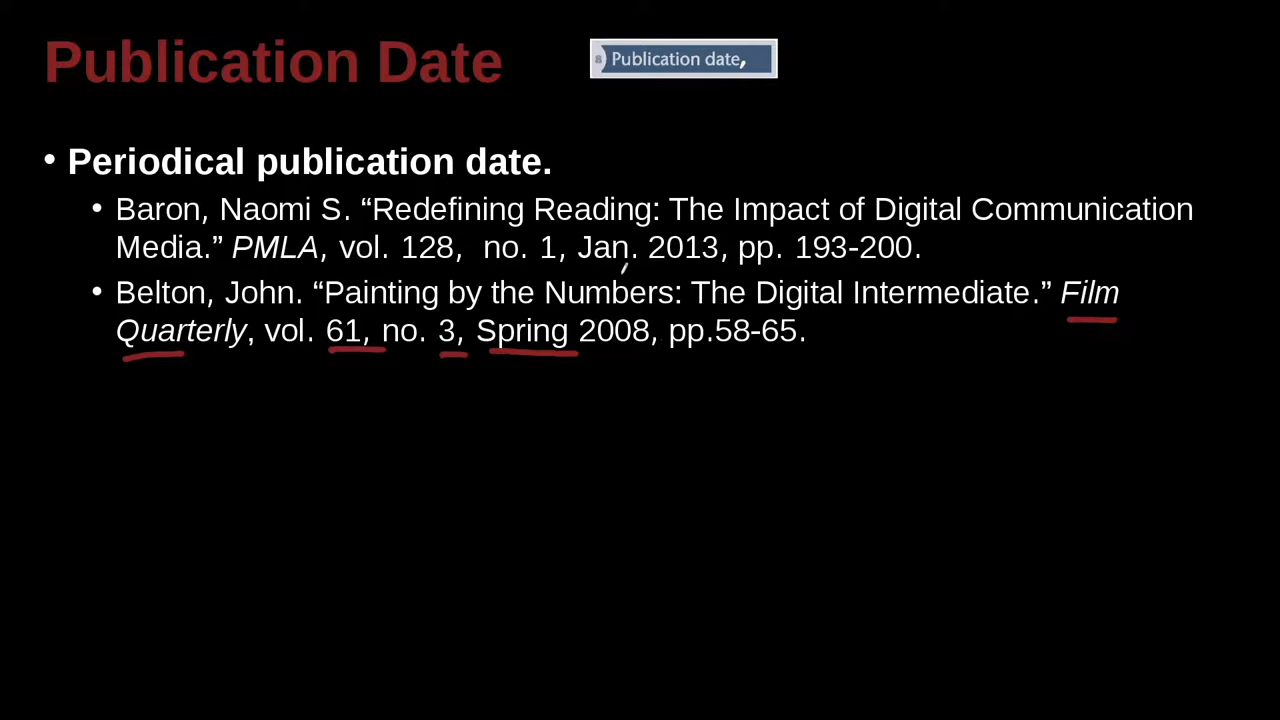 Publication Date
8 Publication date,
• Periodical publication date.
• Baron, Naomi S. “Redefining Reading: The Impact of Digital Communication
Media.” PMLA, vol. 128,  no. 1, Jan. 2013, pp. 193-200.
• Belton, John. “Painting by the Numbers: The Digital Intermediate.” Film
Quarterly, vol. 61, no. 3, Spring 2008, pp.58-65.